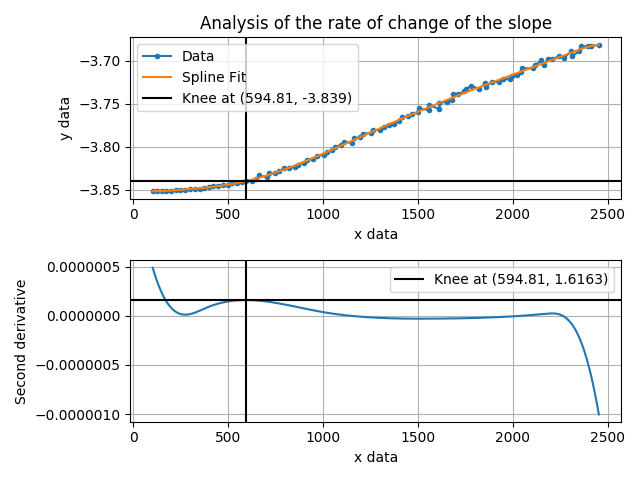 Analysis of the rate of change of the slope
Data
Spline Fit
Knee at (594.81, -3.839)
y data
−3.70
−3.75
−3.80
−3.85
0 500 1000 1500 2000 2500
x data
Knee at (594.81, 1.6163)
Second derivative
0.0000005
0.0000000
−0.0000005
−0.0000010
0 500 1000 1500 2000 2500
x data